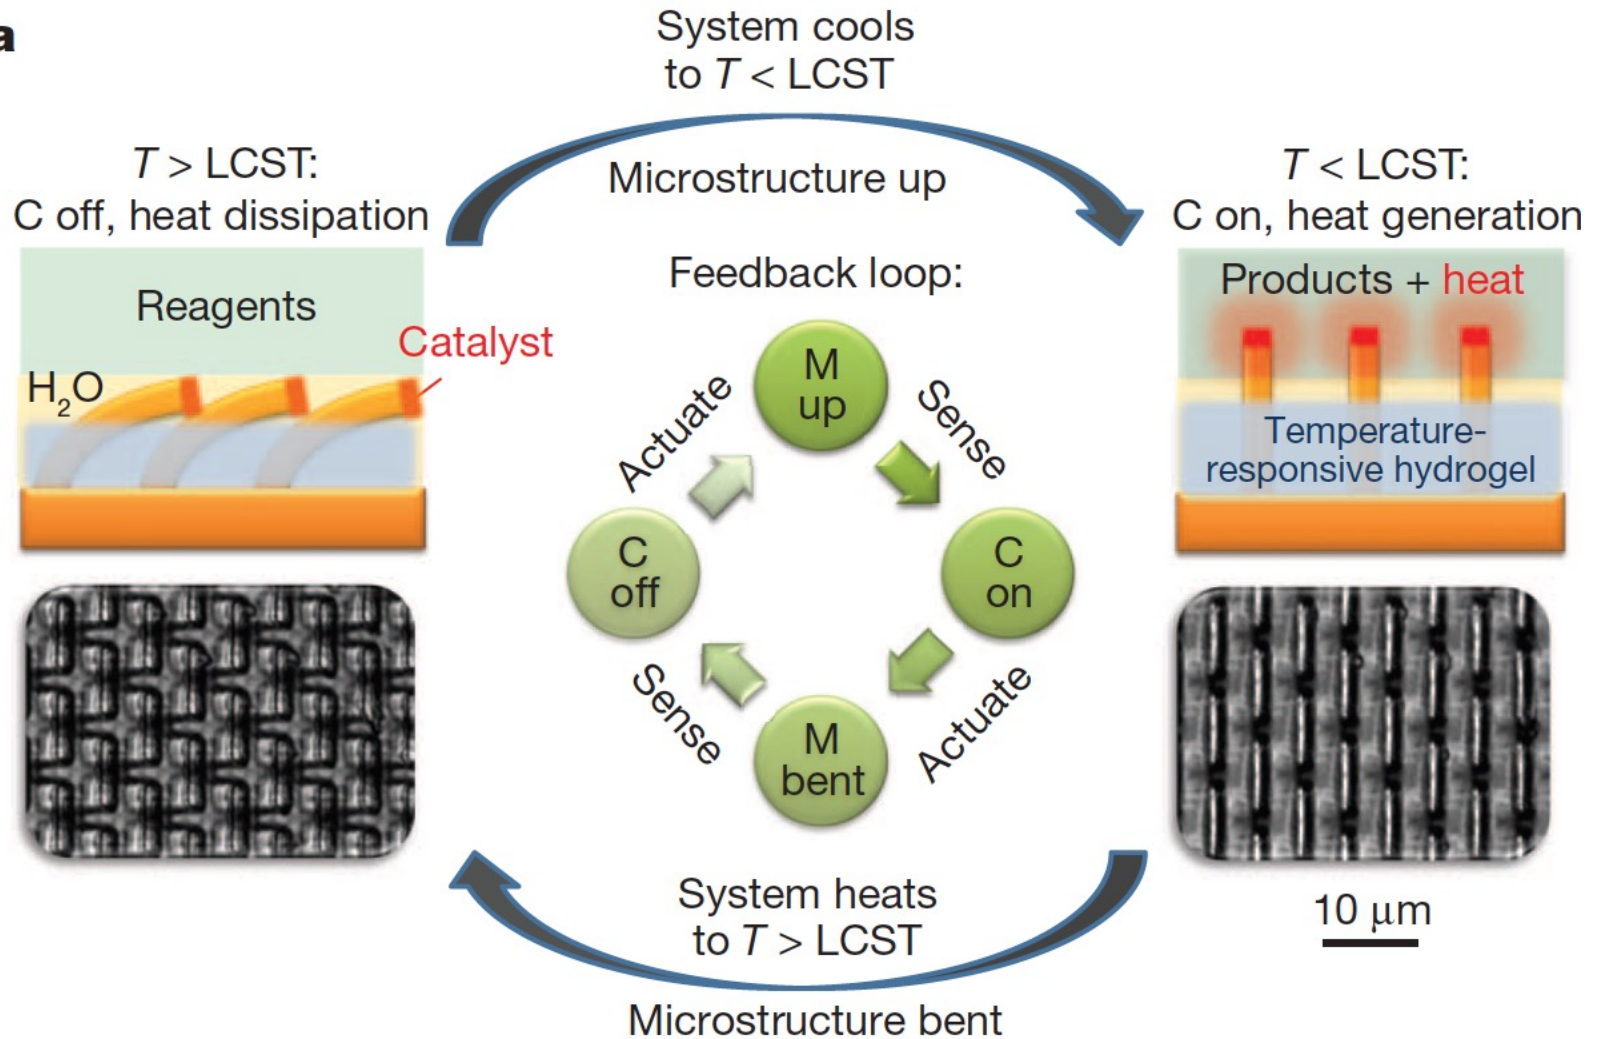 a
System cools
to T < LCST
Microstructure up
T > LCST:
C off, heat dissipation
Reagents
Catalyst
H₂O
Feedback loop:
M
up
Sense
C
on
Actuate
M
bent
Sense
C
off
Actuate
T < LCST:
C on, heat generation
Products + heat
Temperature-
responsive hydrogel
System heats
to T > LCST
Microstructure bent
10 μm